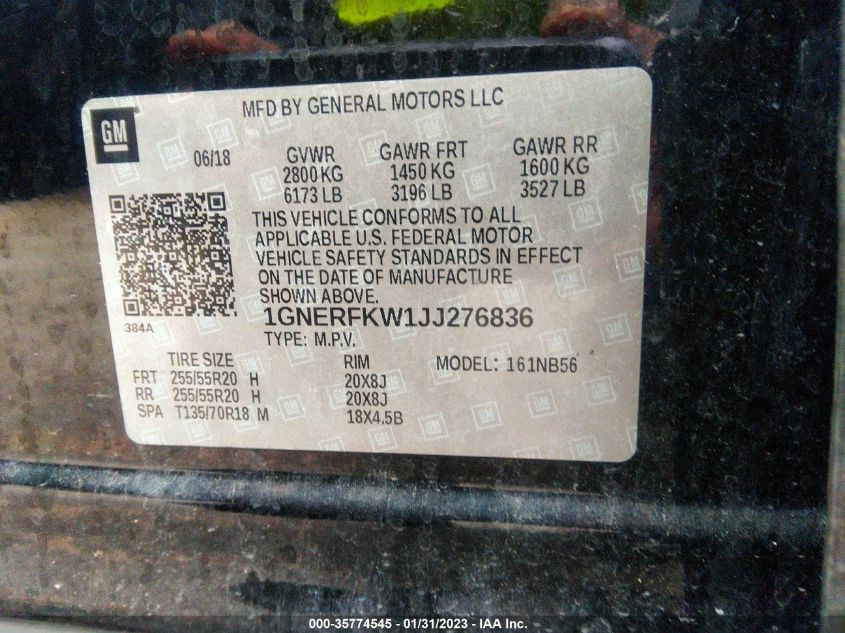 MFD BY GENERAL MOTORS LLC
GM
06/18 GVWR GAWR FRT GAWR RR
2800 KG 1450 KG 1600 KG
6173 LB 3196 LB 3527 LB
THIS VEHICLE CONFORMS TO ALL
APPLICABLE U.S. FEDERAL MOTOR
VEHICLE SAFETY STANDARDS IN EFFECT
ON THE DATE OF MANUFACTURE
SHOWN ABOVE.
384A
1GNERFKW1JJ276836
TYPE: M.P.V.
TIRE SIZE RIM MODEL: 161NB56
FRT 255/55R20 H 20X8J
RR 255/55R20 H 20X8J
SPA T135/70R18 M 18X4.5B
000-35774545 - 01/31/2023 - IAA Inc.